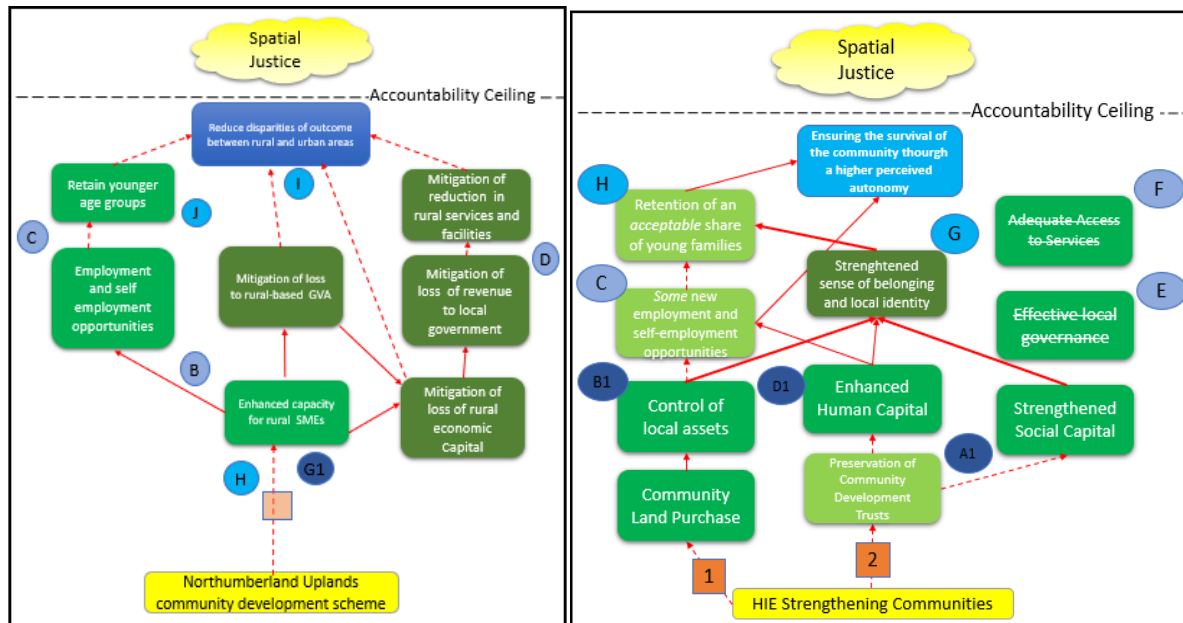 Spatial
Justice
Accountability Ceiling
Reduce disparities of outcome
between rural and urban areas
I
Retain younger
age groups
J
Mitigation of
reduction in
rural services and
facilities
C
D
Employment
and self
employment
opportunities
Mitigation of loss
to rural-based GVA
Mitigation of
loss of revenue to
local government
B
Enhanced capacity
for rural SMEs
Mitigation of
loss of rural
economic
Capital
H
G1
Northumberland Uplands
community development scheme
Spatial
Justice
Accountability Ceiling
Ensuring the survival of
the community thourgh
a higher perceived
autonomy
H
Retention of an
acceptable share
of young families
F
Adequate Access
to Services
G
C
Some new
employment and
self-employment
opportunities
Strenghtened
sense of belonging
and local identity
E
Effective local
governance
B1
Control of
local assets
D1
Enhanced
Human Capital
Strengthened
Social Capital
A1
Community
Land Purchase
Preservation of
Community
Development
Trusts
1
2
HIE Strengthening Communities